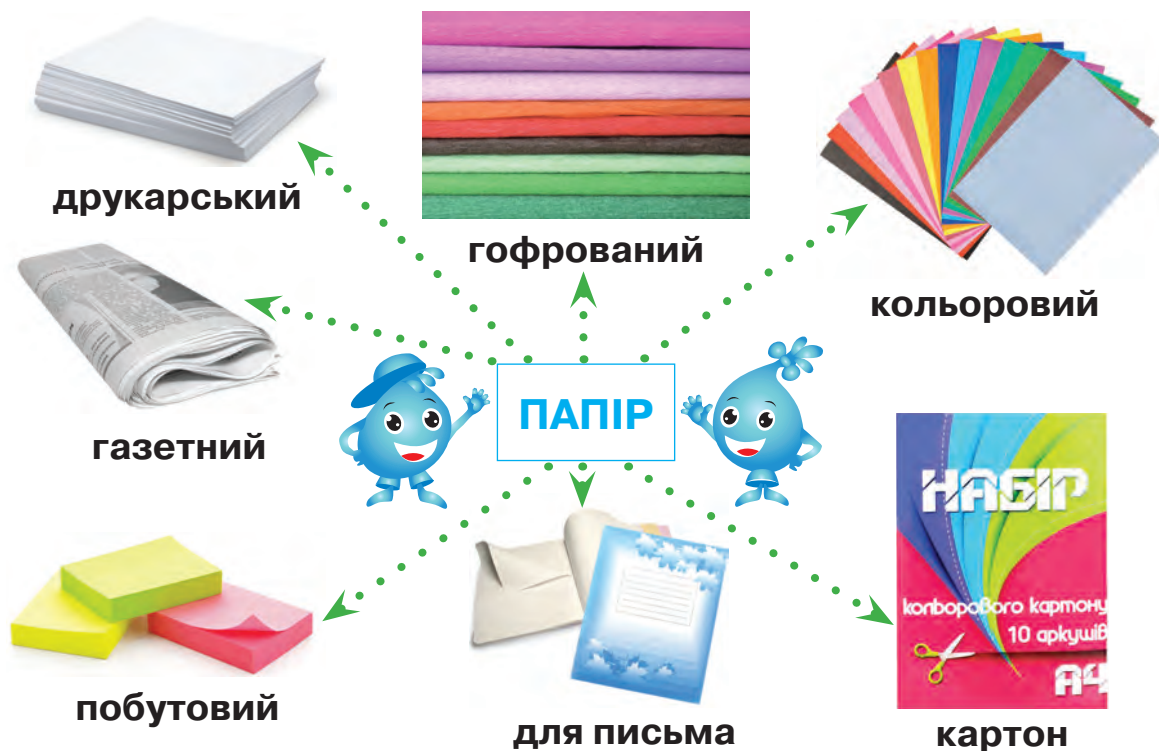 друкарський
гофрований
кольоровий
газетний
ПАПІР
НАБІР
кольорового картону
10 аркушів
А4
побутовий
для письма
картон